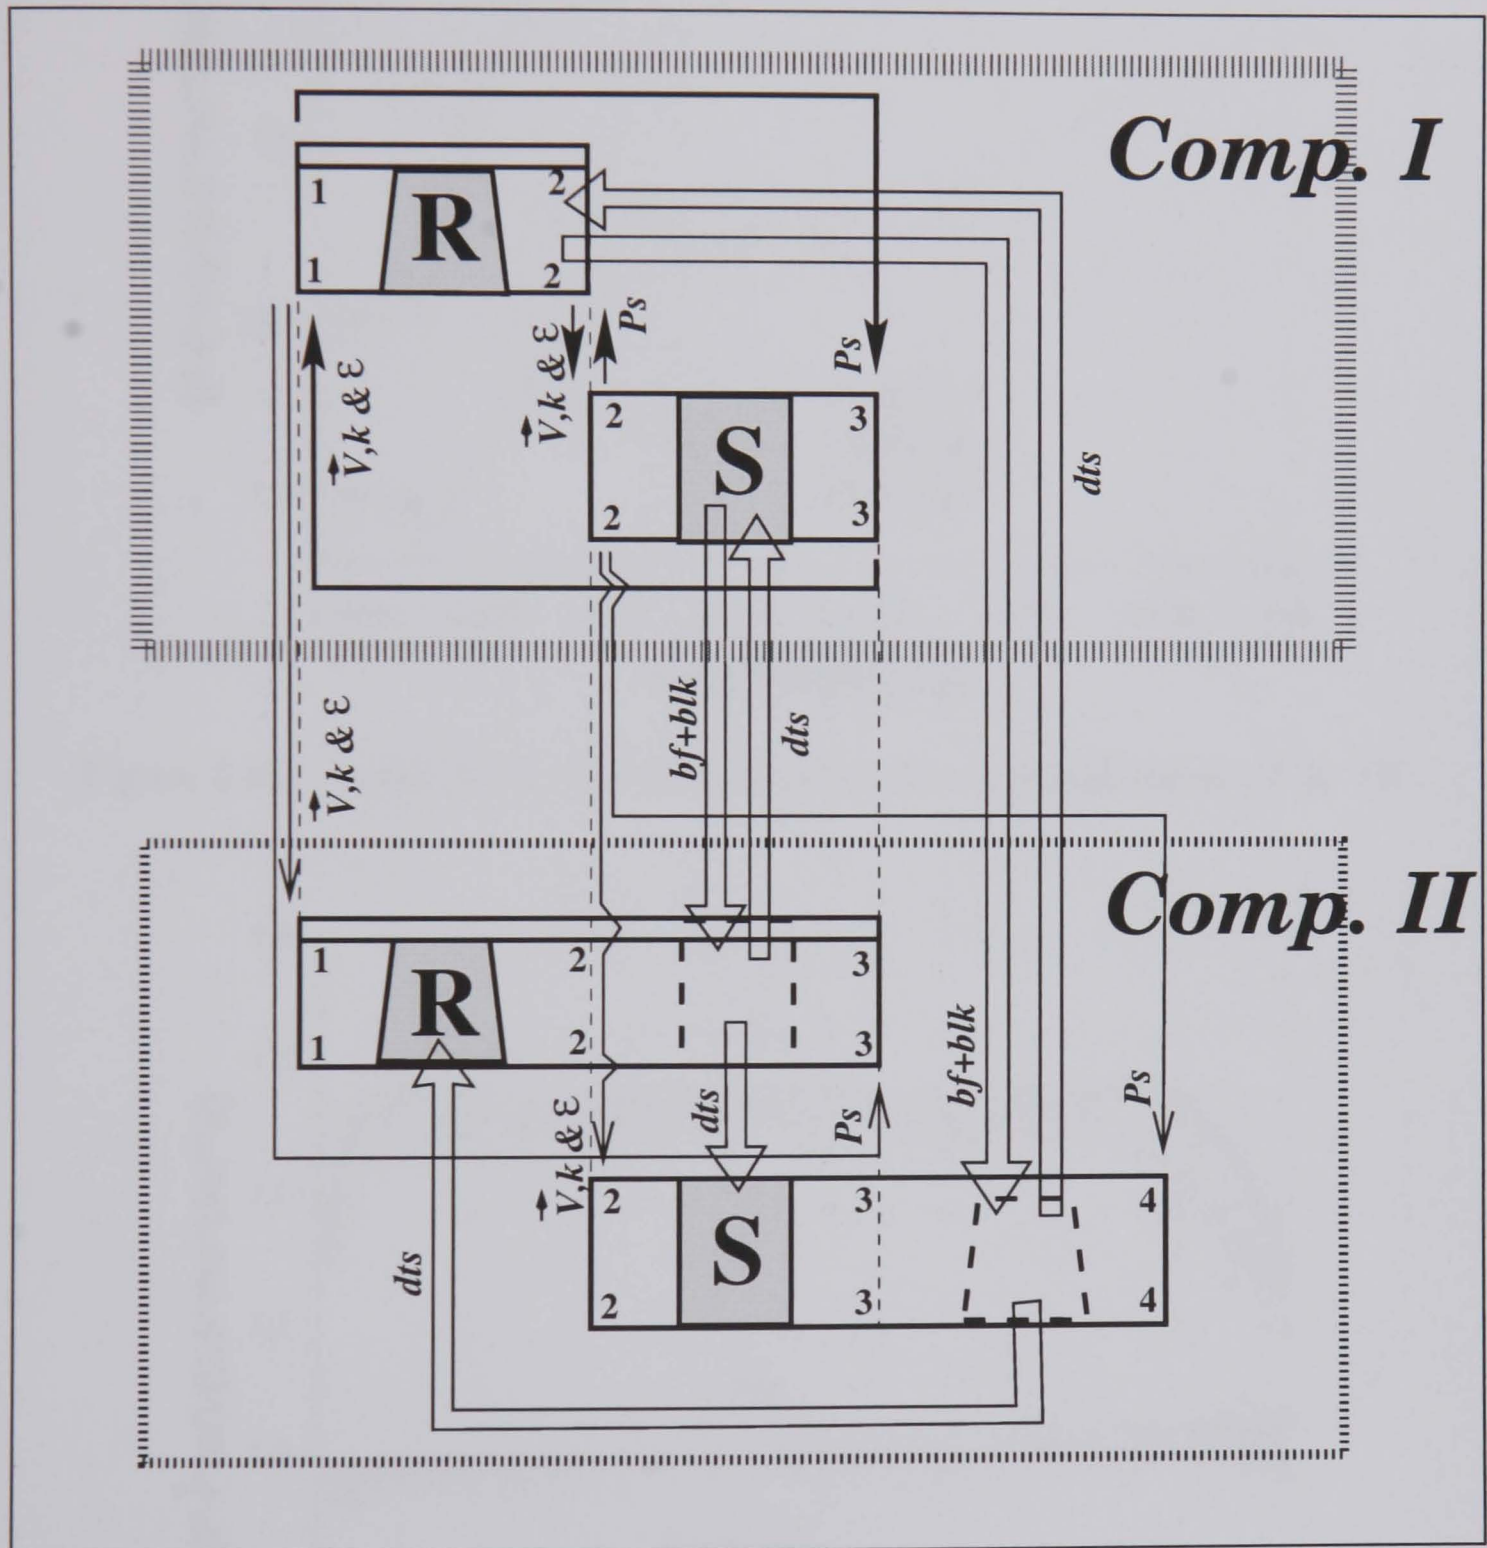 Comp. I
1 R 2
1 2
V,k & ε
V,k & ε
Ps
Ps
2 S 3
2 3
dts
V,k & ε
bf+blk
dts
Comp. II
1 R 2 3
1 2 3
V,k & ε
dts
Ps
bf+blk
Ps
2 S 3 4
2 3 4
dts